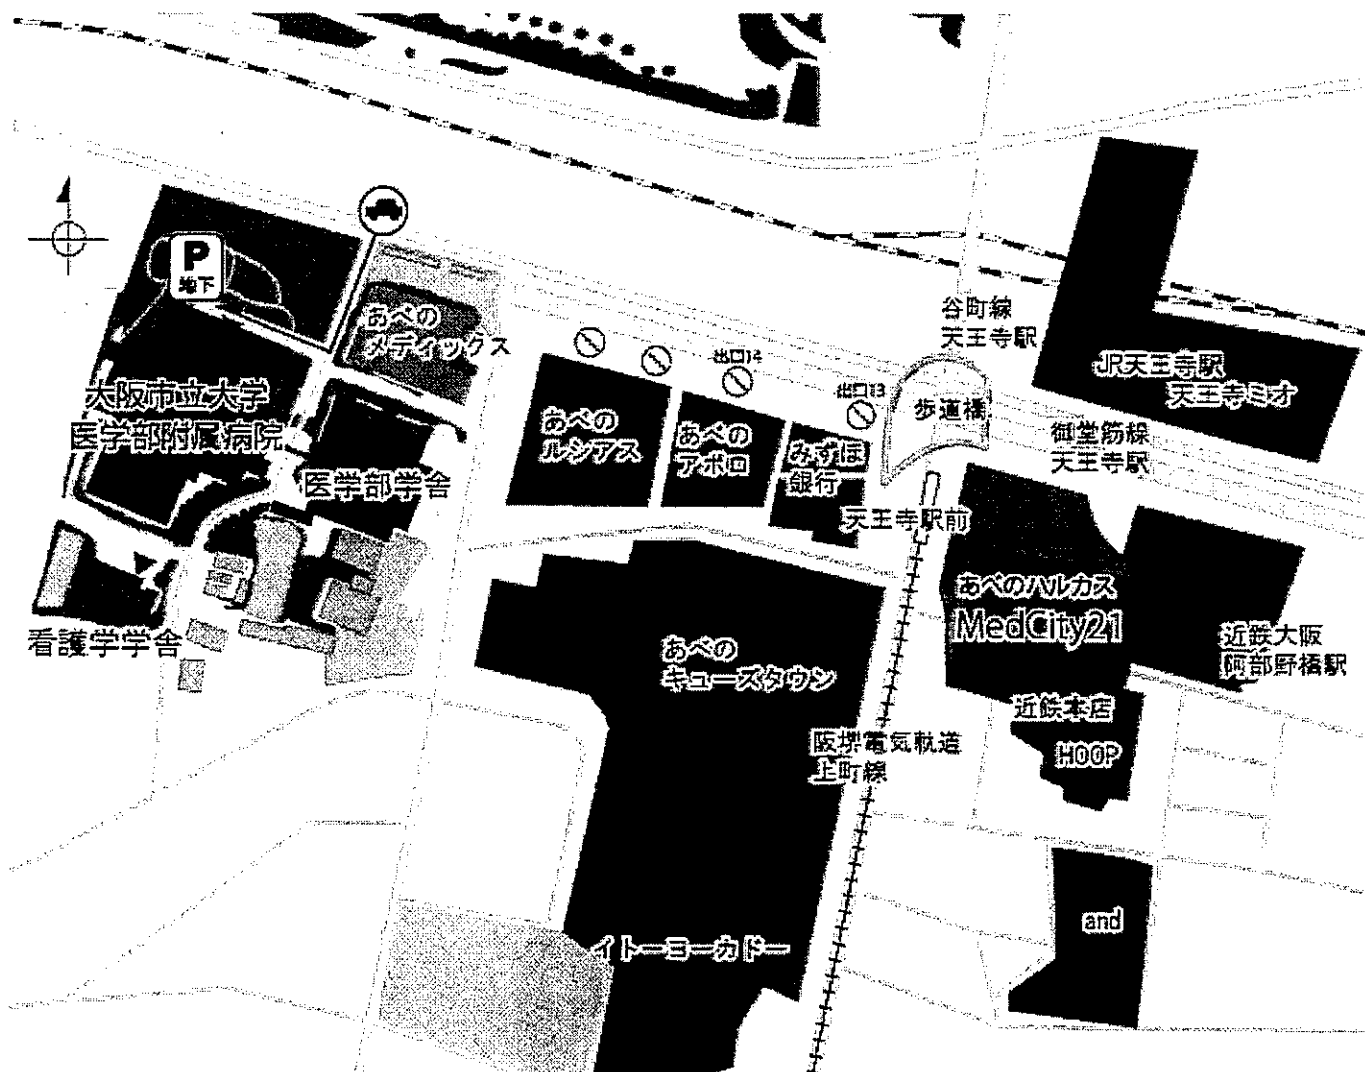 谷町線
天王寺駅
P
地下
あべの
メディックス
出口14
出口13
歩道橋
JR天王寺駅
天王寺ミオ
大阪市立大学
医学部附属病院
あべの
ルシアス
あべの
アポロ
みずほ
銀行
御堂筋線
天王寺駅
医学部学舎
天王寺駅前
あべのハルカス
MedCity21
近鉄大阪
阿部野橋駅
看護学学舎
あべの
キューズタウン
近鉄本店
HOOP
阪堺電気軌道
上町線
and
イトーヨーカドー